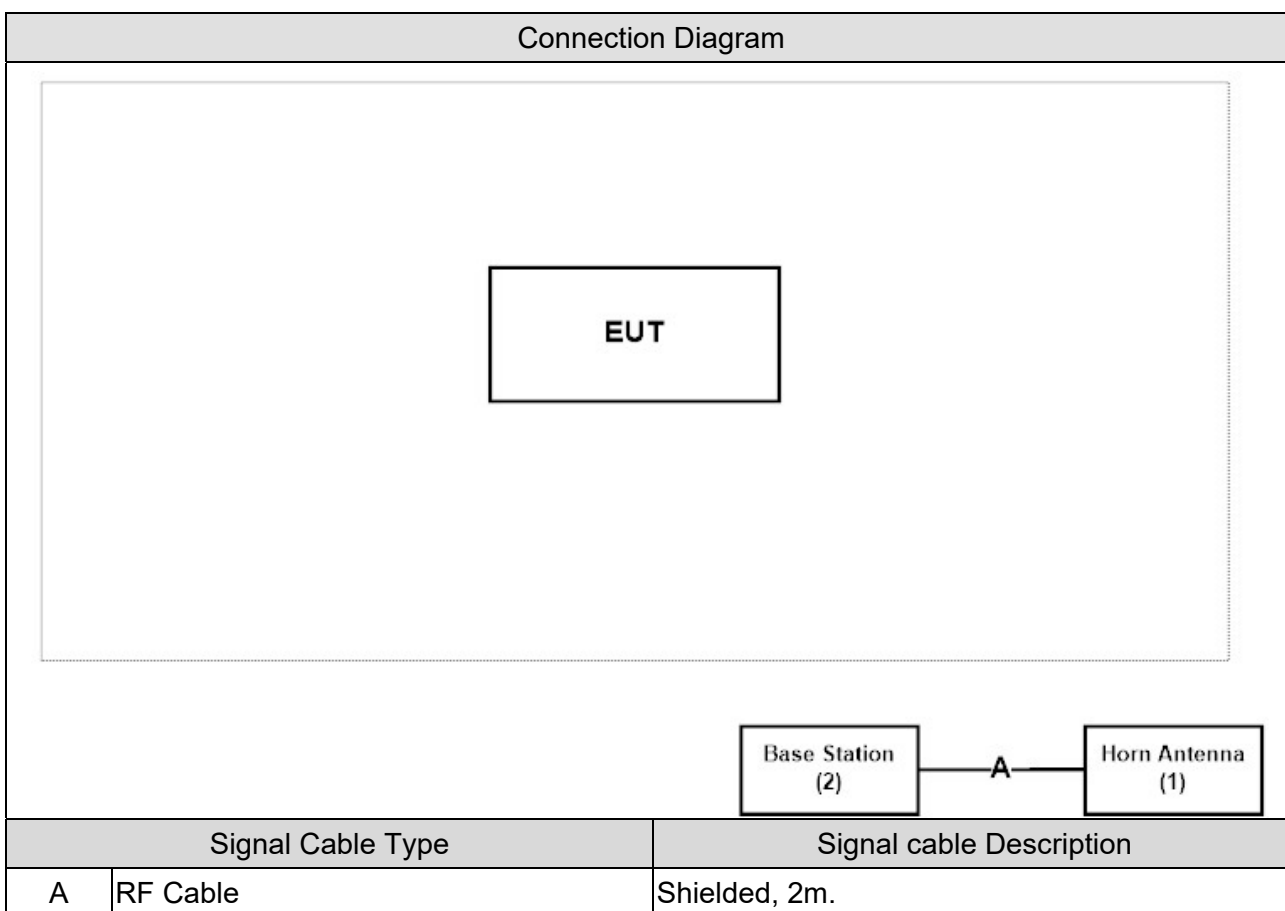 Connection Diagram
EUT
Base Station
(2)
A
Horn Antenna
(1)
Signal Cable Type
Signal cable Description
A
RF Cable
Shielded, 2m.